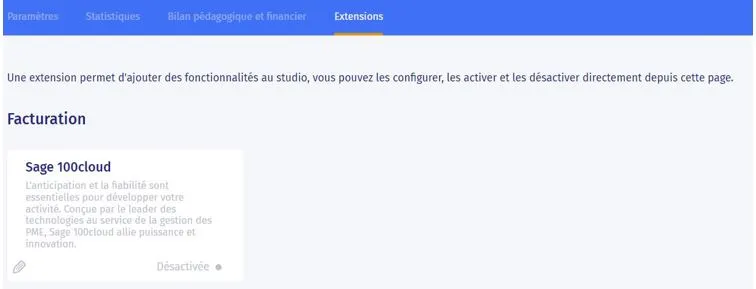 Paramètres Statistiques Bilan pédagogique et financier Extensions
Une extension permet d'ajouter des fonctionnalités au studio, vous pouvez les configurer, les activer et les désactiver directement depuis cette page.
Facturation
Sage 100cloud
L'anticipation et la fiabilité sont
essentielles pour développer votre
activité. Conçue par le leader des
technologies au service de la gestion des
PME, Sage 100cloud allie puissance et
innovation.
Désactivée